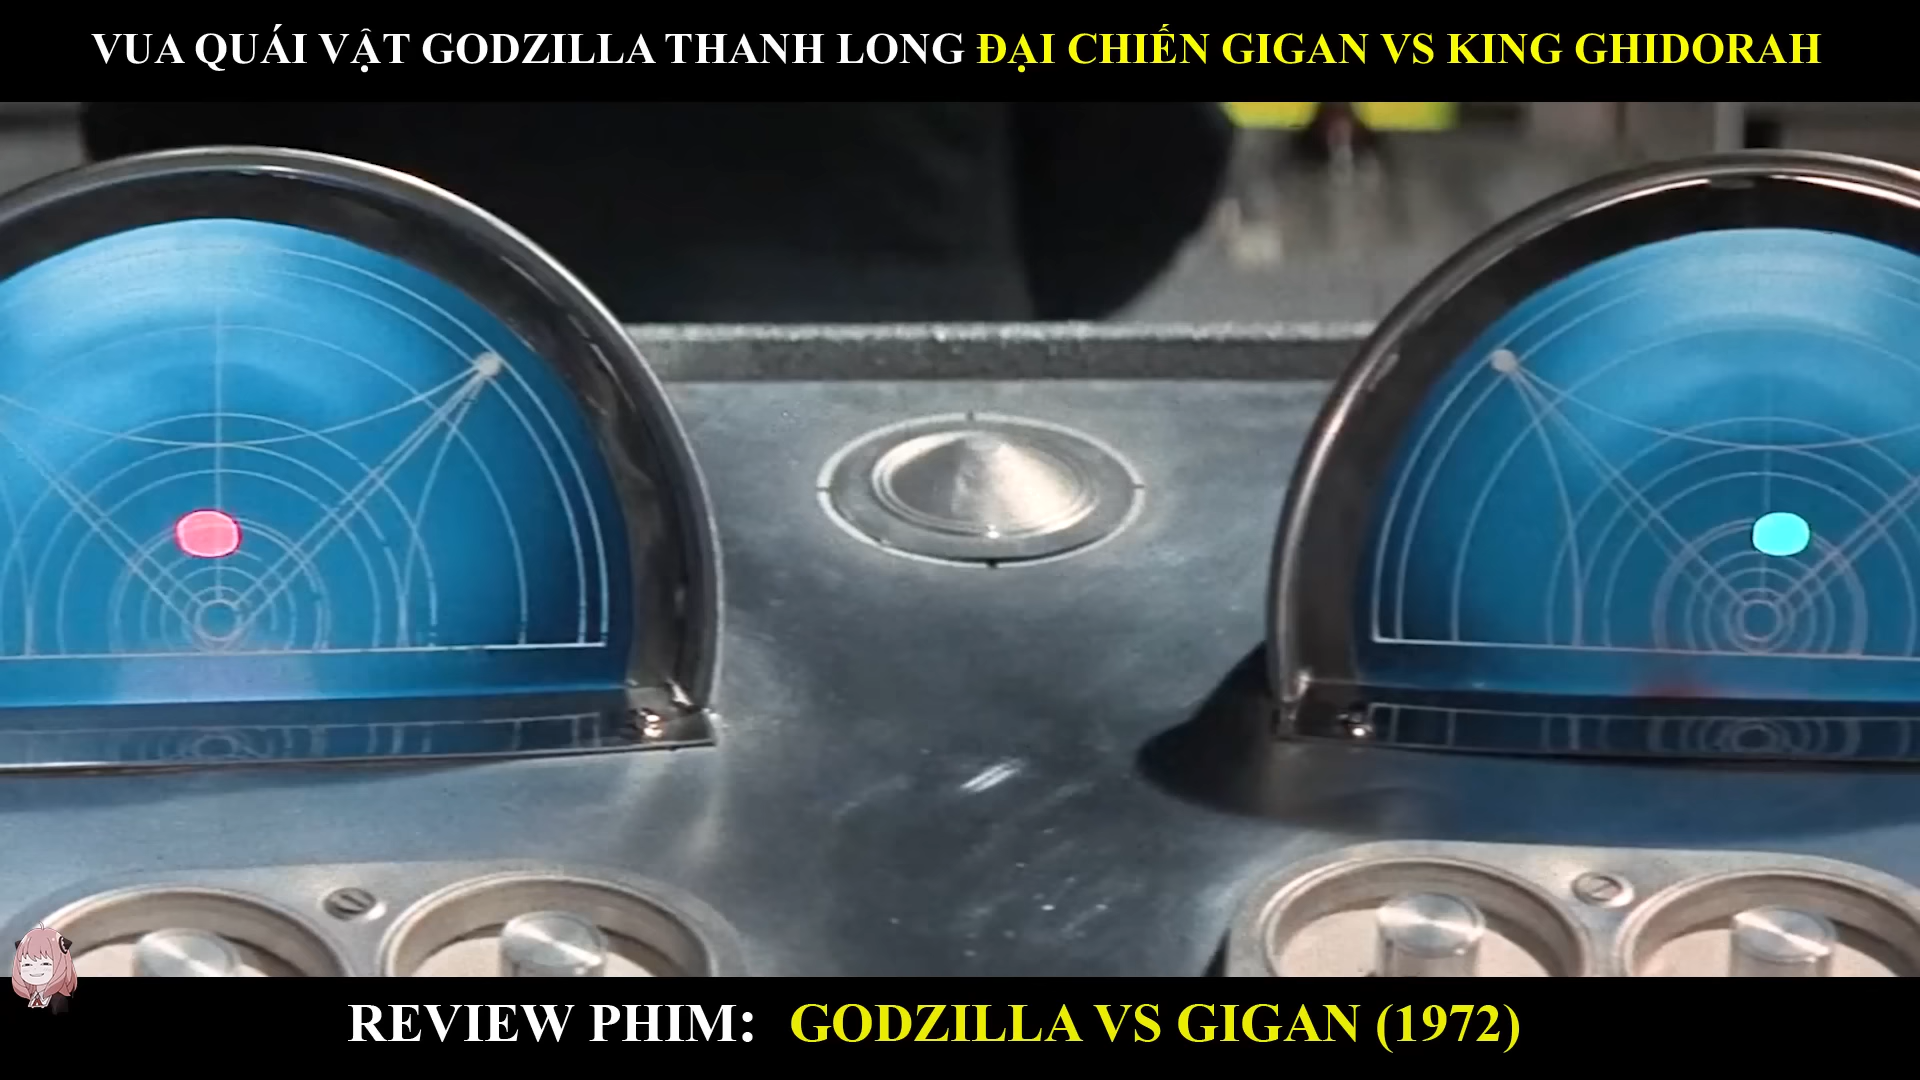 VUA QUÁI VẬT GODZILLA THANH LONG ĐẠI CHIẾN GIGAN VS KING GHIDORAH
REVIEW PHIM: GODZILLA VS GIGAN (1972)